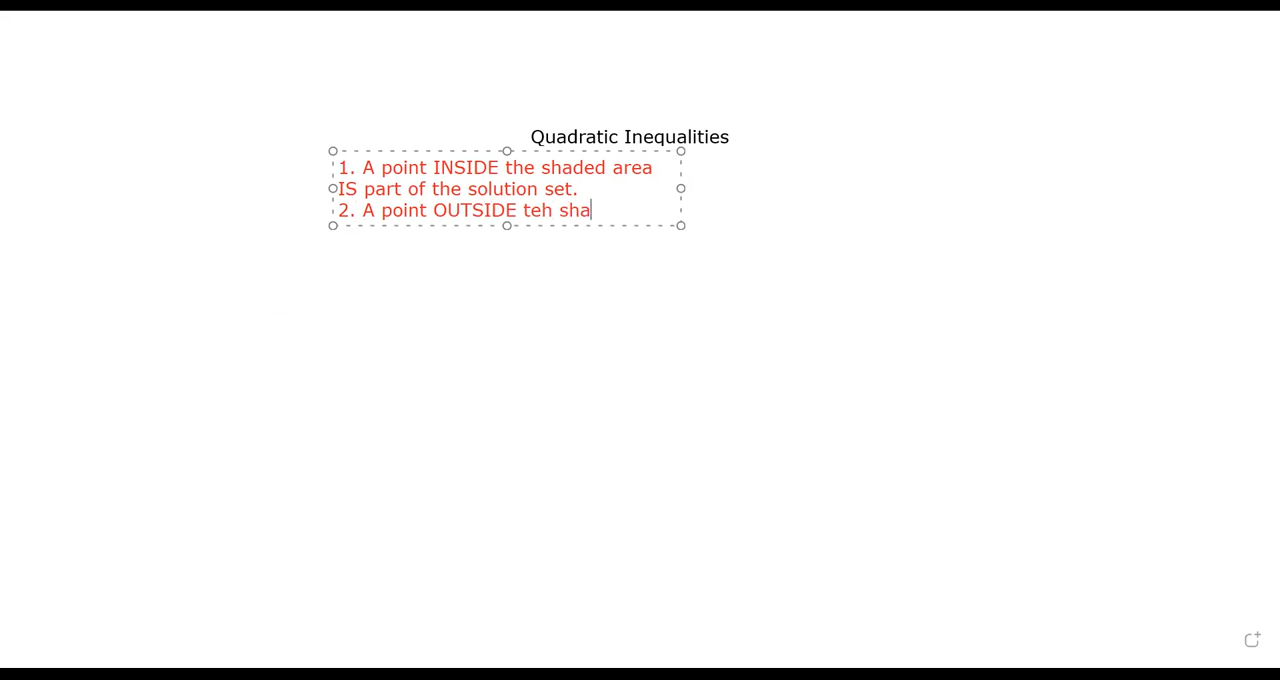 Quadratic Inequalities
1. A point INSIDE the shaded area
IS part of the solution set.
2. A point OUTSIDE teh sha